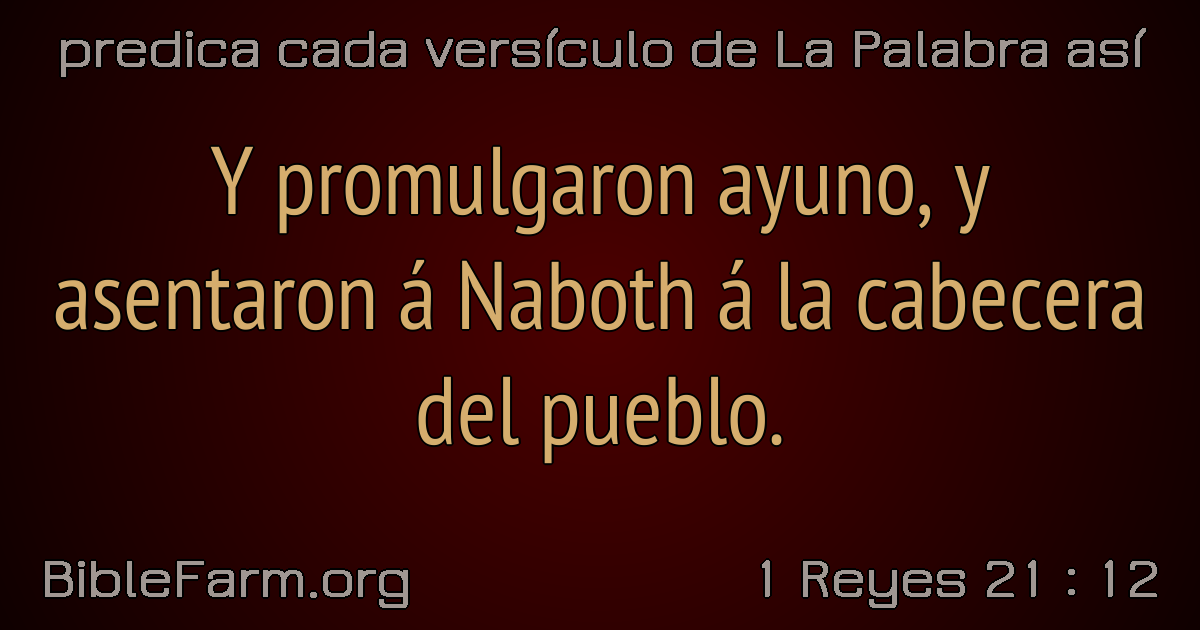 predica cada versículo de La Palabra así
Y promulgaron ayuno, y
asentaron á Naboth á la cabecera
del pueblo.
BibleFarm.org
1 Reyes 21 : 12